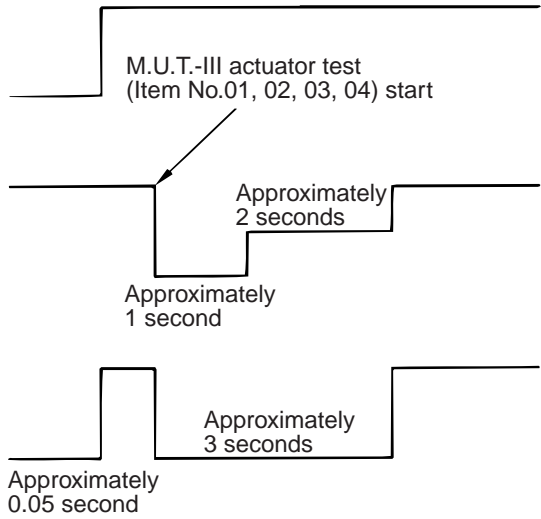 M.U.T.-III actuator test
(Item No.01, 02, 03, 04) start
Approximately
2 seconds
Approximately
1 second
Approximately
3 seconds
Approximately
0.05 second